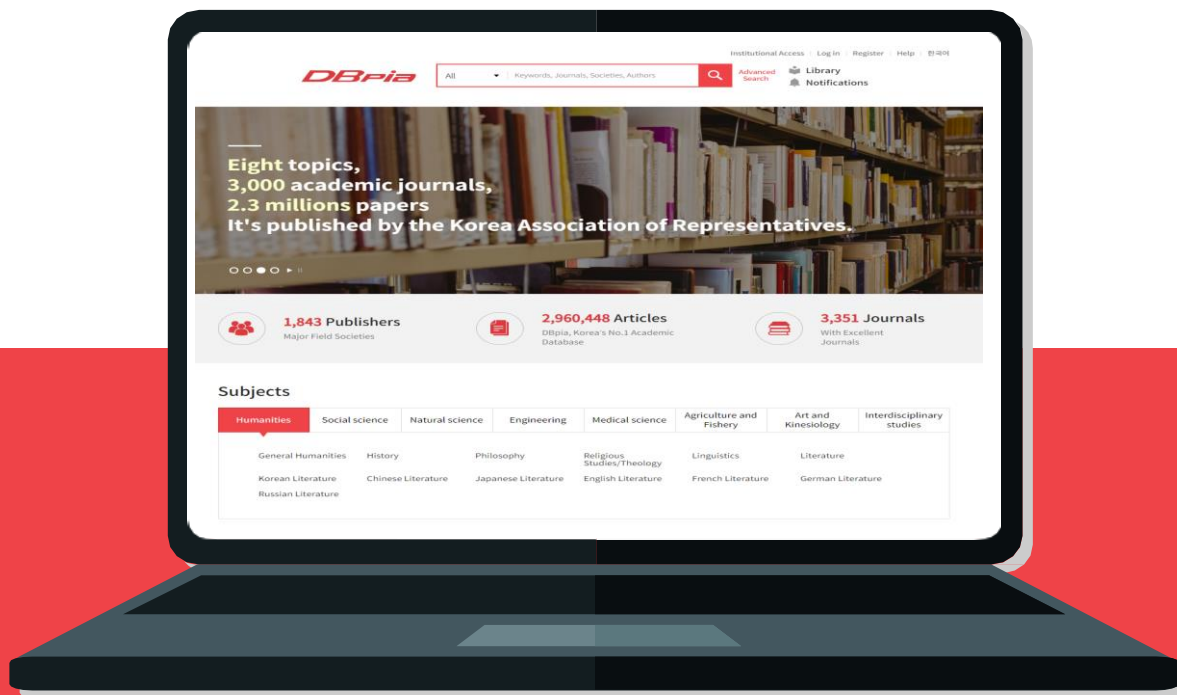 Institutional Access Log in Register Help 한국어
DBpia
All
Keywords, Journals, Societies, Authors
Advanced
Search
Library
Notifications
Eight topics,
3,000 academic journals,
2.3 millions papers
It's published by the Korea Association of Representatives.
1,843 Publishers
Major Field Societies
2,960,448 Articles
DBpia, Korea's No.1 Academic
Database
3,351 Journals
With Excellent
Journals
Subjects
Humanities
Social science
Natural science
Engineering
Medical science
Agriculture and
Fishery
Art and
Kinesiology
Interdisciplinary
studies
General Humanities
History
Philosophy
Religious
Studies/Theology
Linguistics
Literature
Korean Literature
Chinese Literature
Japanese Literature
English Literature
French Literature
German Literature
Russian Literature